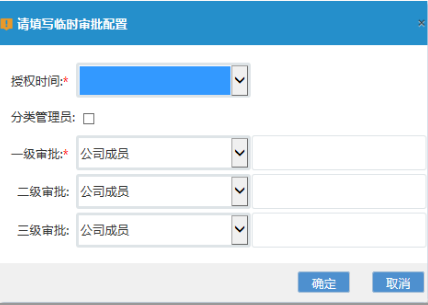 请填写临时审批配置
授权时间:*
分类管理员:
一级审批:* 公司成员
二级审批: 公司成员
三级审批: 公司成员
确定 取消